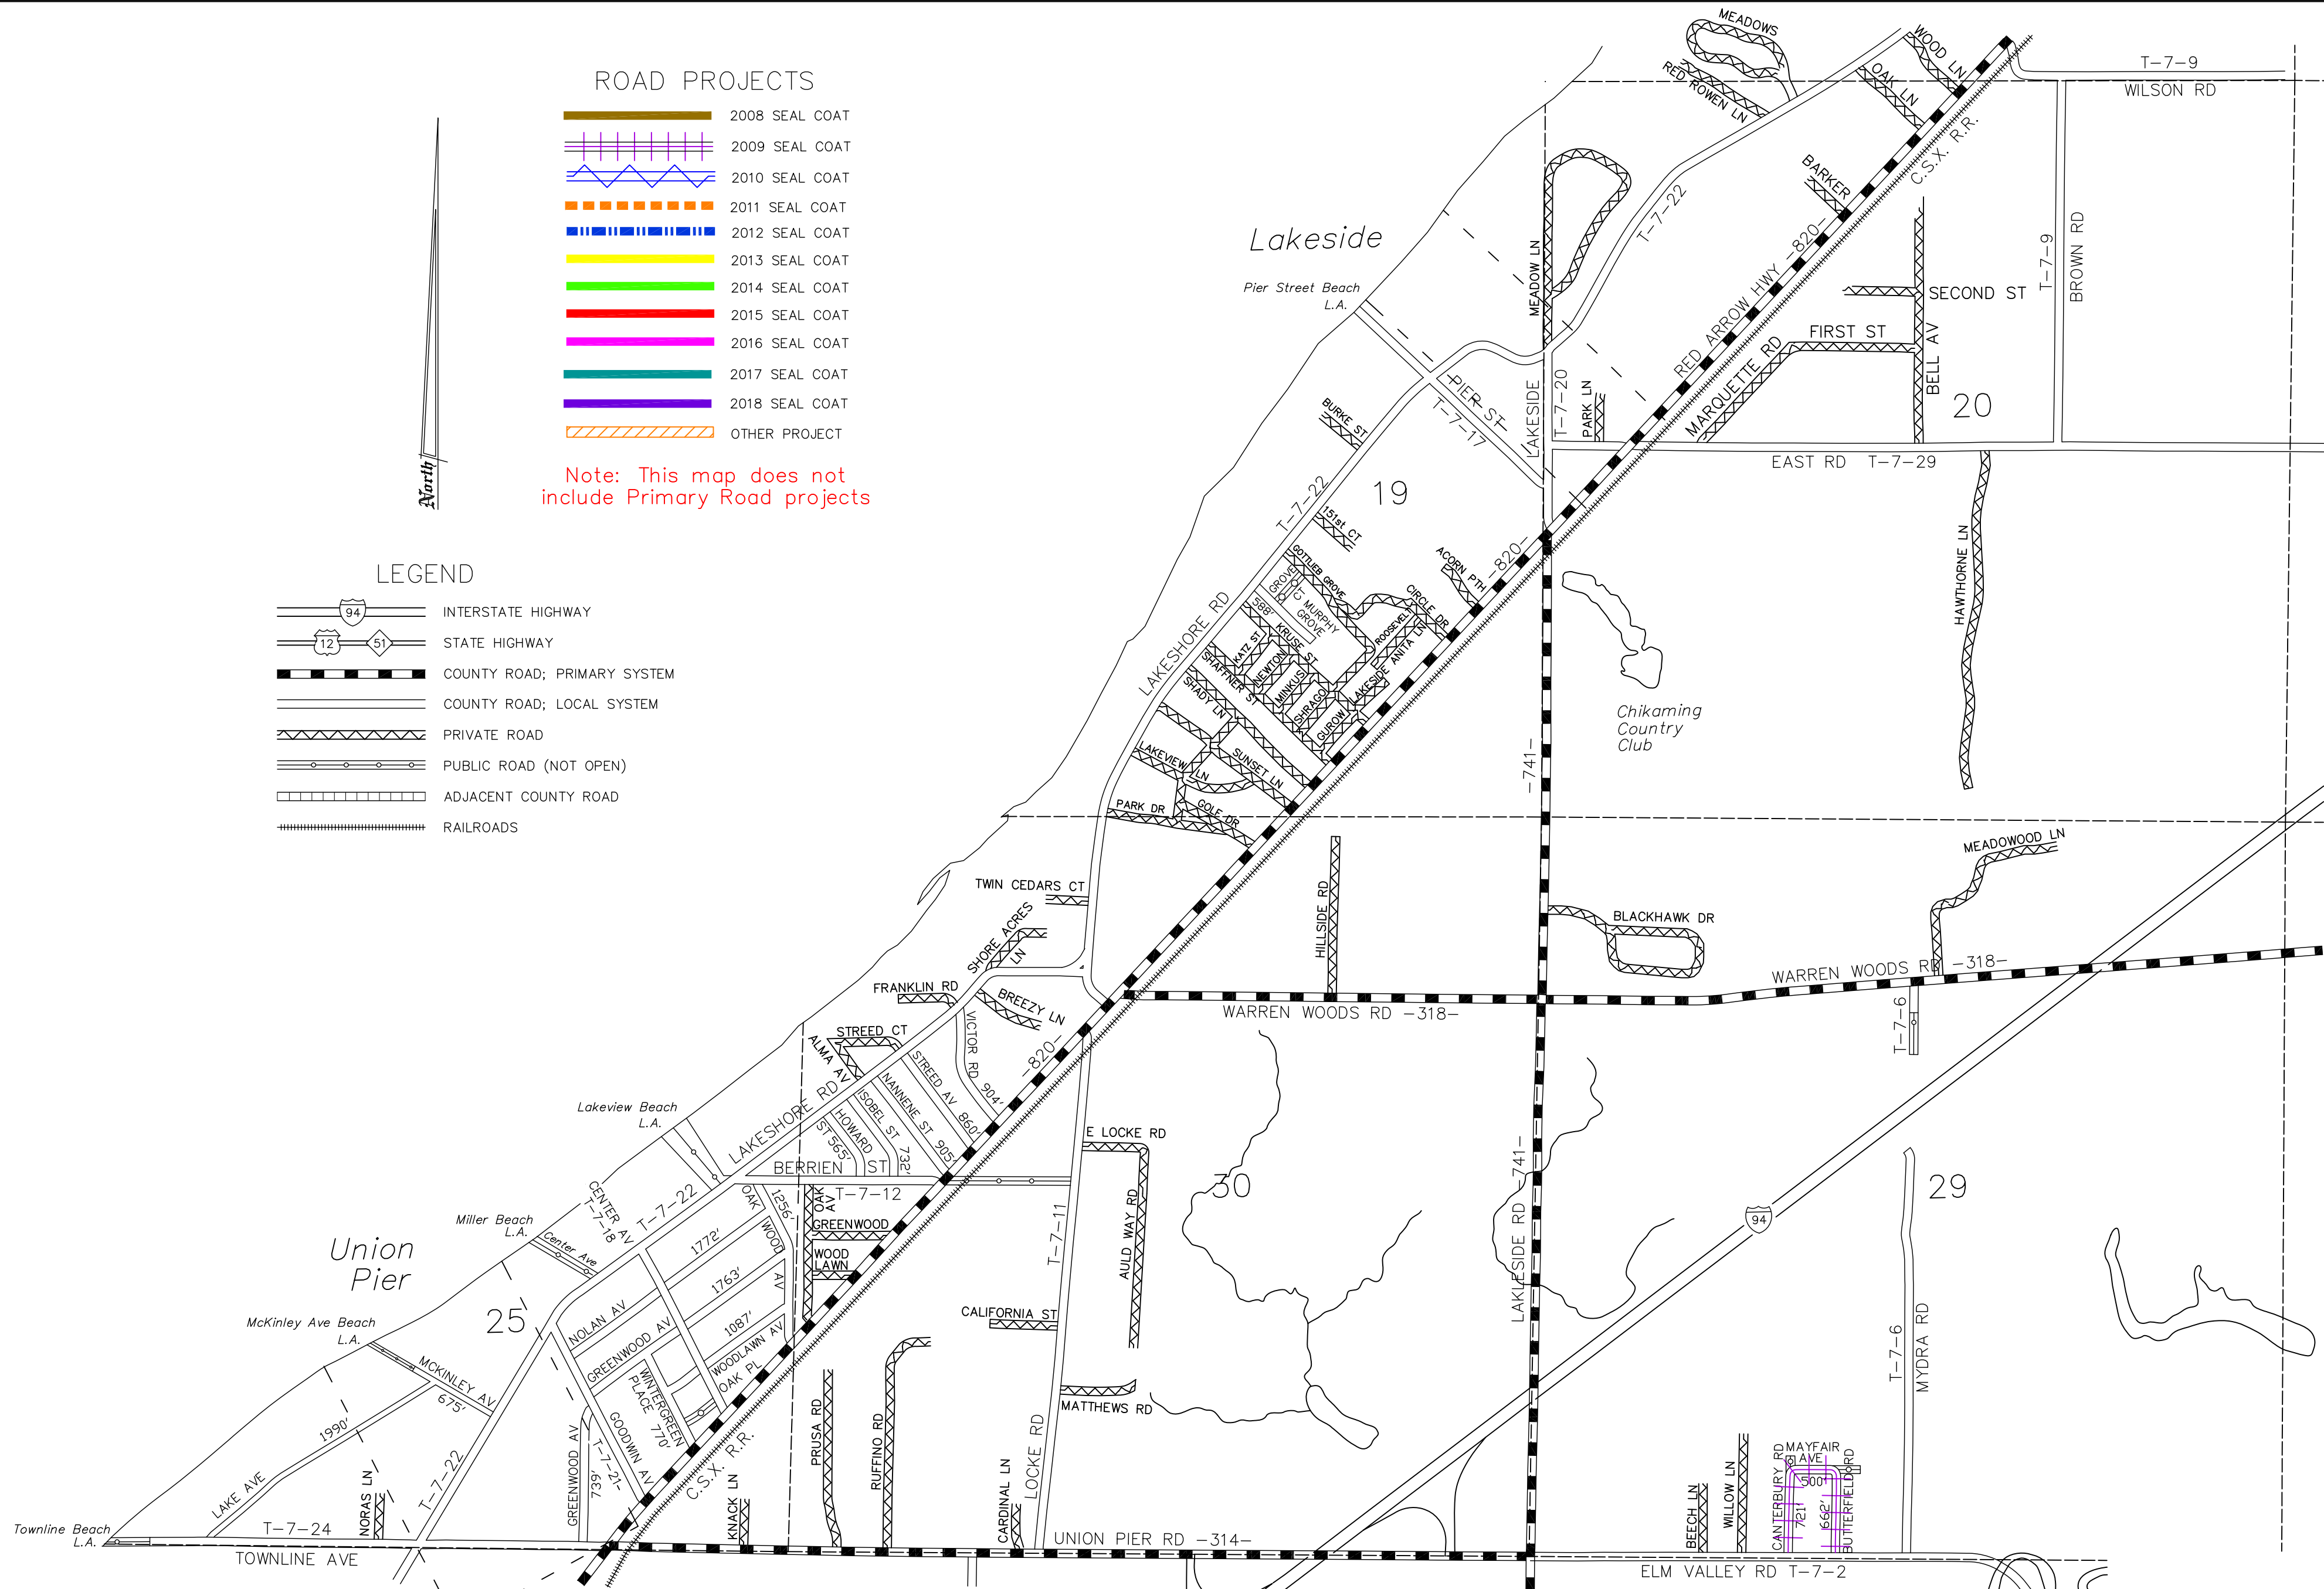 ROAD PROJECTS
2008 SEAL COAT
2009 SEAL COAT
2010 SEAL COAT
2011 SEAL COAT
2012 SEAL COAT
2013 SEAL COAT
2014 SEAL COAT
2015 SEAL COAT
2016 SEAL COAT
2017 SEAL COAT
2018 SEAL COAT
OTHER PROJECT
Note: This map does not
include Primary Road projects
North
LEGEND
94
INTERSTATE HIGHWAY
12
51
STATE HIGHWAY
COUNTY ROAD; PRIMARY SYSTEM
COUNTY ROAD; LOCAL SYSTEM
PRIVATE ROAD
PUBLIC ROAD (NOT OPEN)
ADJACENT COUNTY ROAD
RAILROADS
MEADOWS
RED ROWEN LN
WOOD LN
OAK LN
T-7-9
WILSON RD
C.S.X. R.R.
BARKER
T-7-22
Lakeside
Pier Street Beach
L.A.
MEADOW LN
RED ARROW HWY -820-
T-7-9
BROWN RD
SECOND ST
FIRST ST
BELL AV
MARQUETTE RD
20
PIER ST
T-7-17
LAKESIDE
T-7-20
PARK LN
EAST RD T-7-29
BURKE ST
19
T-7-22
151st CT
HAWTHORNE LN
GOTTLIEB GROVE
GROVE
CT
MURPHY
GROVE
588'
ACORN PTH
-820-
CIRCLE DR
ROOSEVELT
ANITA LN
LAKESIDE
KRUSE ST
KATZ ST
NEWTON
MINKUS
SHRAGO
GUROW
SHAFFNER ST
SHADY LN
LAKESHORE RD
SUNSET LN
LAKEVIEW LN
PARK DR
GOLE DR
Chikaming
Country
Club
-741-
MEADOWOOD LN
TWIN CEDARS CT
HILLSIDE RD
BLACKHAWK DR
SHORE ACRES
LN
FRANKLIN RD
BREEZY LN
WARREN WOODS RD -318-
WARREN WOODS RD -318-
T-7-6
STREED CT
ALMA AV
VICTOR RD
904'
-820-
STREED AV 860'
NANNENE ST 905'
ISOBEL ST 732'
HOWARD
ST 565'
Lakeview Beach
L.A.
LAKESHORE RD
E LOCKE RD
BERRIEN ST
T-7-12
30
29
LAKLESIDE RD -741-
94
AULD WAY RD
T-7-11
T-7-22
CENTER AV
T-7-18
Miller Beach
L.A.
Center Ave
Union
Pier
OAK WOOD AV
1256'
OAK
AV
GREENWOOD
WOOD
LAWN
1772'
1763'
1087'
NOLAN AV
GREENWOOD AV
WOODLAWN AV
OAK PL
WINTERGREEN
PLACE 770'
GOODWIN AV
T-7-21-
25
McKinley Ave Beach
L.A.
MCKINLEY AV
675'
1990'
LAKE AVE
T-7-22
GREENWOOD AV
739'
CALIFORNIA ST
MATTHEWS RD
T-7-6
MYDRA RD
C.S.X. R.R.
PRUSA RD
RUFFINO RD
CARDINAL LN
LOCKE RD
KNACK LN
NORAS LN
BEECH LN
WILLOW LN
CANTERBURY RD
MAYFAIR
AVE
500'
721'
662'
BUTTERFIELD RD
Townline Beach
L.A.
T-7-24
TOWNLINE AVE
UNION PIER RD -314-
ELM VALLEY RD T-7-2